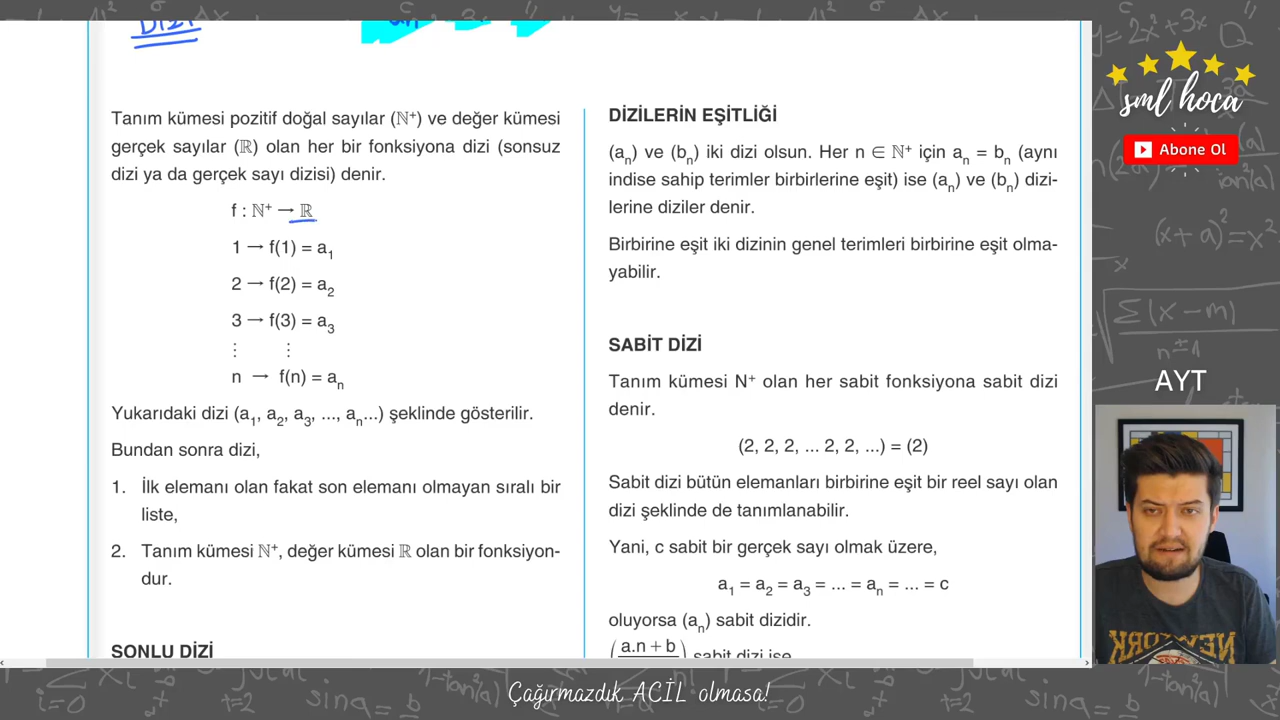 Dizi
Tanım kümesi pozitif doğal sayılar (ℕ⁺) ve değer kümesi
gerçek sayılar (ℝ) olan her bir fonksiyona dizi (sonsuz
dizi ya da gerçek sayı dizisi) denir.
f : ℕ⁺ → ℝ
1 → f(1) = a₁
2 → f(2) = a₂
3 → f(3) = a₃
⋮ ⋮
n → f(n) = aₙ
Yukarıdaki dizi (a₁, a₂, a₃, ..., aₙ...) şeklinde gösterilir.
Bundan sonra dizi,
1. İlk elemanı olan fakat son elemanı olmayan sıralı bir
liste,
2. Tanım kümesi ℕ⁺, değer kümesi ℝ olan bir fonksiyon-
dur.
SONLU DİZİ
DİZİLERİN EŞİTLİĞİ
(aₙ) ve (bₙ) iki dizi olsun. Her n ∈ ℕ⁺ için aₙ = bₙ (aynı
indise sahip terimler birbirlerine eşit) ise (aₙ) ve (bₙ) dizi-
lerine diziler denir.
Birbirine eşit iki dizinin genel terimleri birbirine eşit olma-
yabilir.
SABİT DİZİ
Tanım kümesi N⁺ olan her sabit fonksiyona sabit dizi
denir.
(2, 2, 2, ... 2, 2, ...) = (2)
Sabit dizi bütün elemanları birbirine eşit bir reel sayı olan
dizi şeklinde de tanımlanabilir.
Yani, c sabit bir gerçek sayı olmak üzere,
a₁ = a₂ = a₃ = ... = aₙ = ... = c
oluyorsa (aₙ) sabit dizidir.
(a.n + b) sabit dizi ise
sml hoca
Abone Ol
AYT
Çağırmazdık ACİL olmasa!